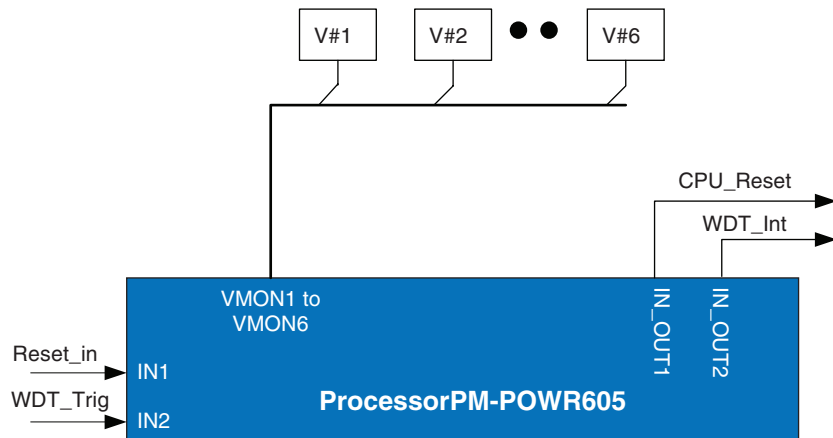 V#1
V#2
V#6
CPU_Reset
WDT_Int
VMON1 to
VMON6
IN_OUT1
IN_OUT2
Reset_in
IN1
WDT_Trig
IN2
ProcessorPM-POWR605